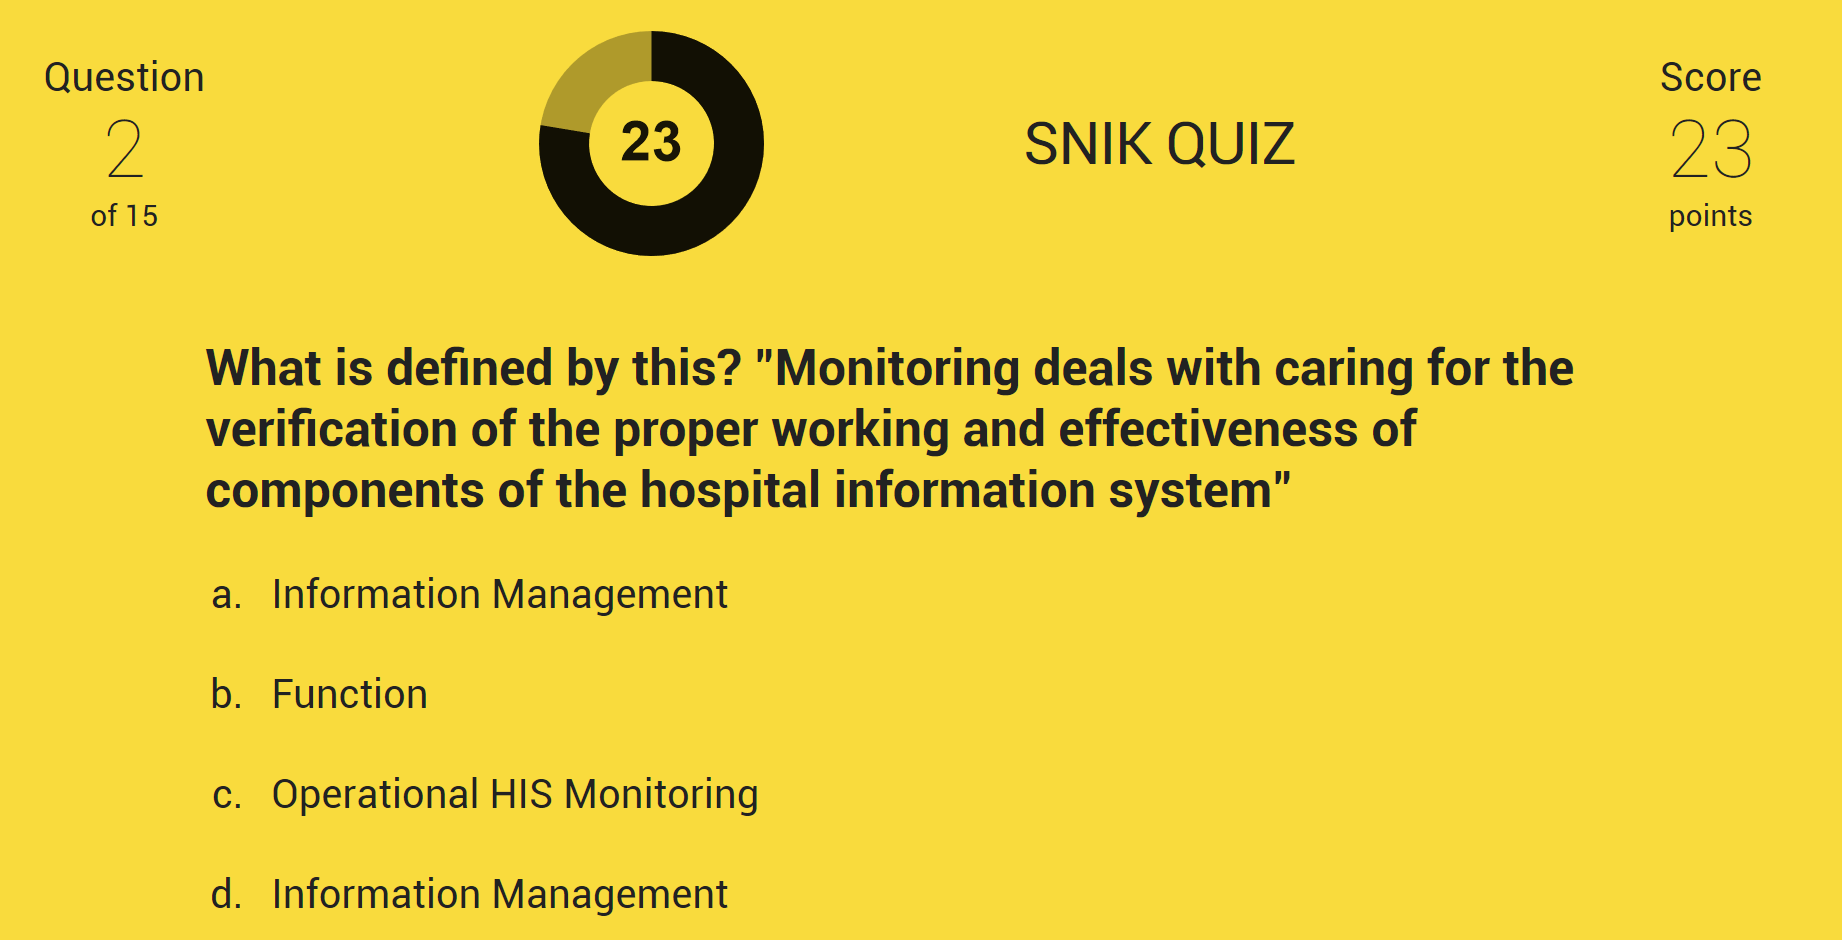 Question
2
of 15
23
SNIK QUIZ
Score
23
points
What is defined by this? "Monitoring deals with caring for the
verification of the proper working and effectiveness of
components of the hospital information system"
a. Information Management
b. Function
c. Operational HIS Monitoring
d. Information Management